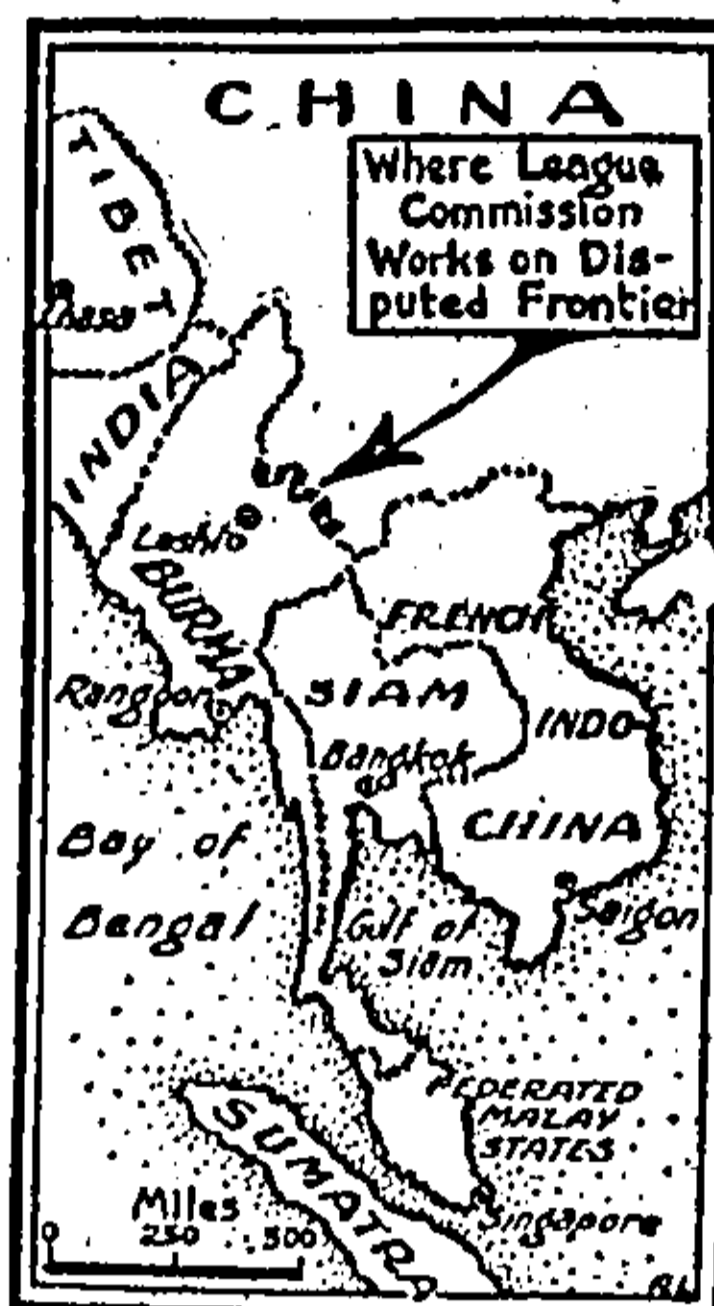 CHINA
Where League
Commission
Works on Dis-
puted Frontier
TIBET
Lhasa
INDIA
Lashio
BURMA
FRENCH
Rangoon
SIAM
INDO-
Bangkok
CHINA
Bay of
Bengal
Gulf of
Siam
Saigon
FEDERATED
MALAY
STATES
SUMATRA
Singapore
Miles
0 250 500